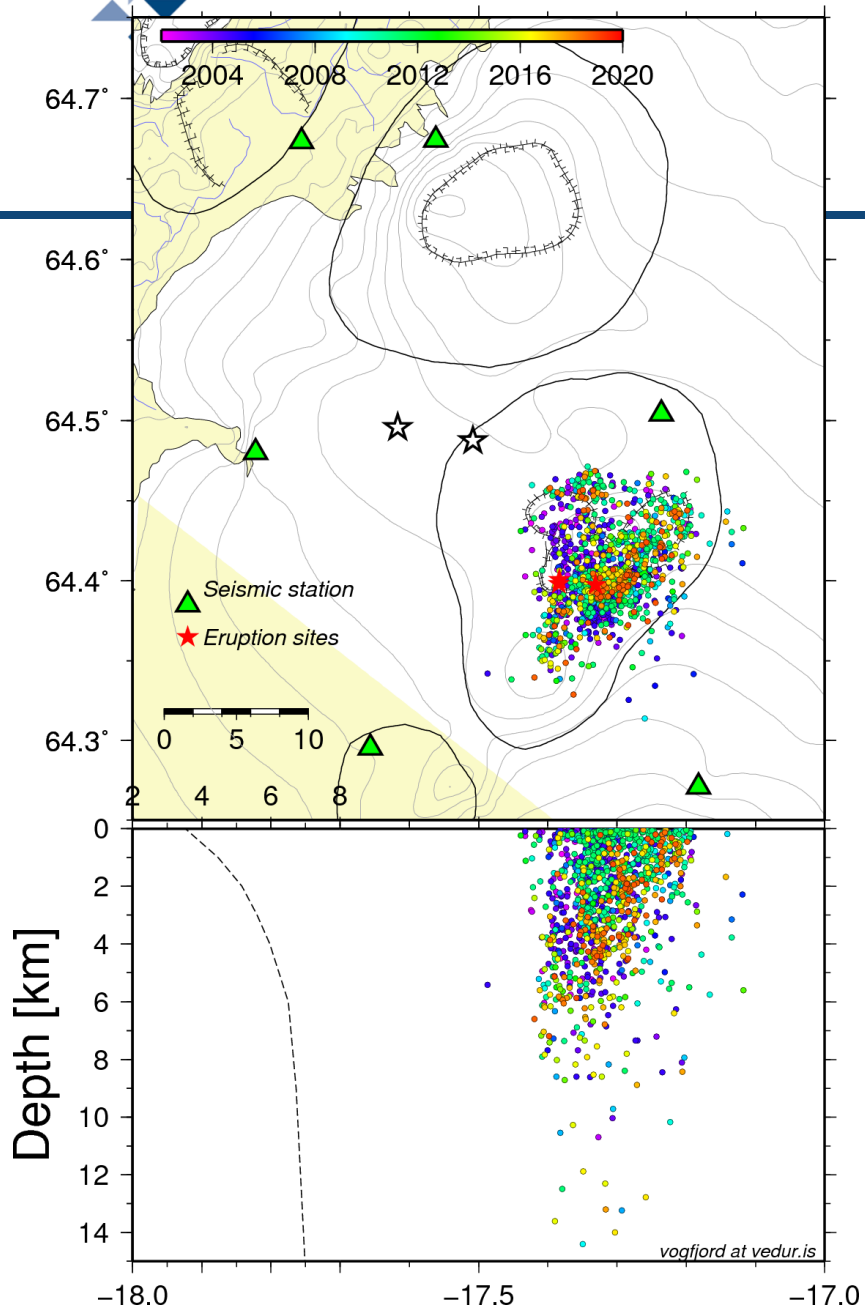 2004 2008 2012 2016 2020
64.7°
64.6°
64.5°
64.4°
64.3°
Seismic station
Eruption sites
0 5 10
2 4 6 8
0
2
4
6
8
10
12
14
Depth [km]
vogfjord at vedur.is
−18.0 −17.5 −17.0